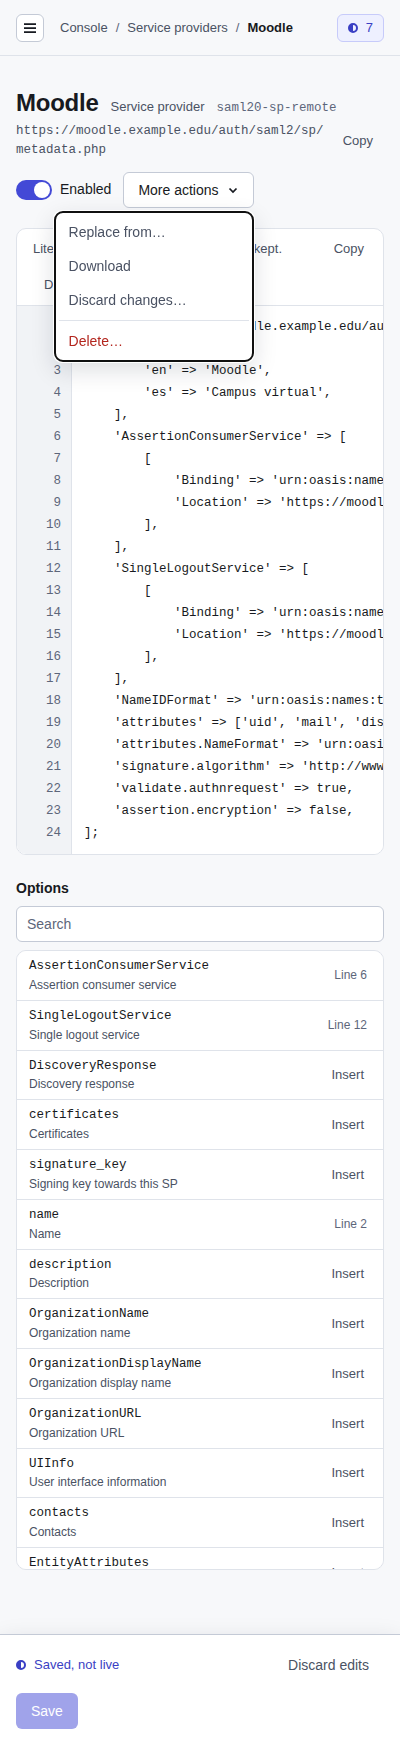 Console / Service providers / Moodle 7
Moodle Service provider saml20-sp-remote
https://moodle.example.edu/auth/saml2/sp/
metadata.php
Copy
Enabled More actions
Replace from…
Download
Discard changes…
Delete…
kept. Copy
3 'en' => 'Moodle',
4 'es' => 'Campus virtual',
5 ],
6 'AssertionConsumerService' => [
7 [
8 'Binding' => 'urn:oasis:name
9 'Location' => 'https://moodl
10 ],
11 ],
12 'SingleLogoutService' => [
13 [
14 'Binding' => 'urn:oasis:name
15 'Location' => 'https://moodl
16 ],
17 ],
18 'NameIDFormat' => 'urn:oasis:names:t
19 'attributes' => ['uid', 'mail', 'dis
20 'attributes.NameFormat' => 'urn:oasi
21 'signature.algorithm' => 'http://www
22 'validate.authnrequest' => true,
23 'assertion.encryption' => false,
24 ];
Options
Search
AssertionConsumerService
Assertion consumer service
Line 6
SingleLogoutService
Single logout service
Line 12
DiscoveryResponse
Discovery response
Insert
certificates
Certificates
Insert
signature_key
Signing key towards this SP
Insert
name
Name
Line 2
description
Description
Insert
OrganizationName
Organization name
Insert
OrganizationDisplayName
Organization display name
Insert
OrganizationURL
Organization URL
Insert
UIInfo
User interface information
Insert
contacts
Contacts
Insert
EntityAttributes
Saved, not live Discard edits
Save